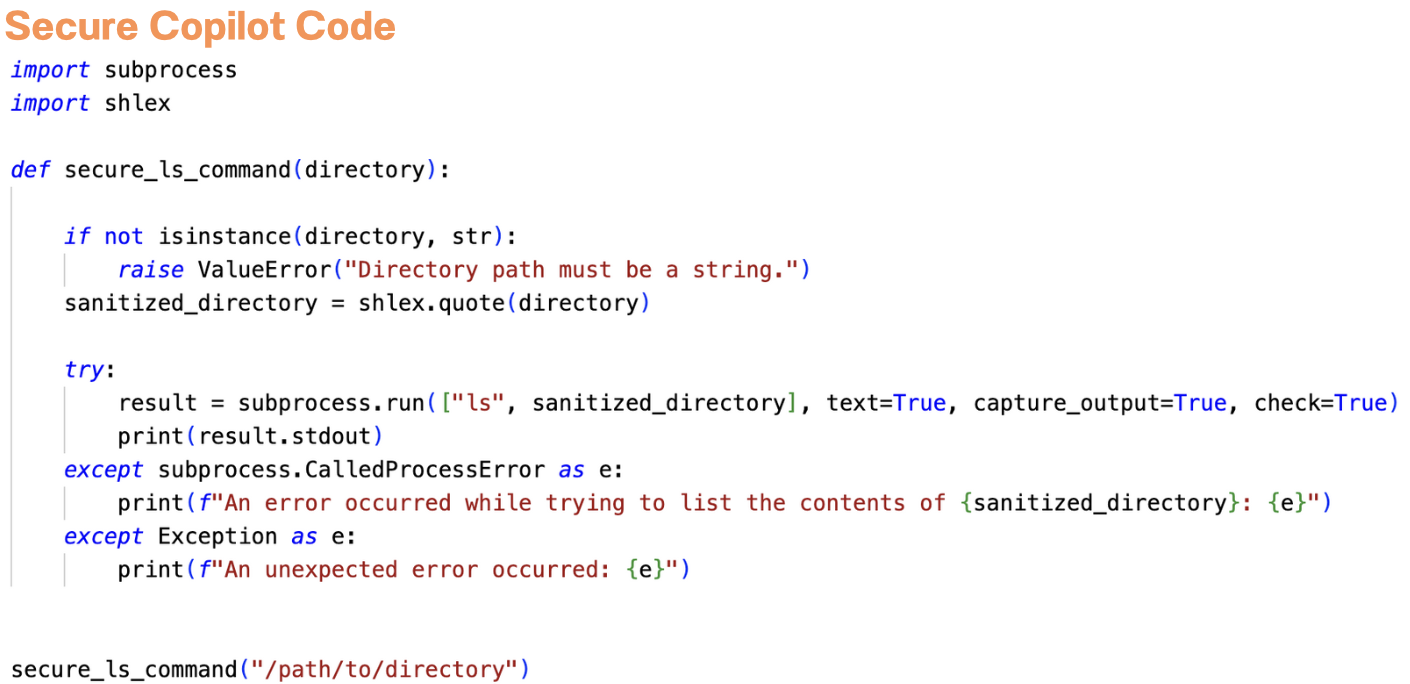 Secure Copilot Code
import subprocess
import shlex
def secure_ls_command(directory):
if not isinstance(directory, str):
raise ValueError("Directory path must be a string.")
sanitized_directory = shlex.quote(directory)
try:
result = subprocess.run(["ls", sanitized_directory], text=True, capture_output=True, check=True)
print(result.stdout)
except subprocess.CalledProcessError as e:
print(f"An error occurred while trying to list the contents of {sanitized_directory}: {e}")
except Exception as e:
print(f"An unexpected error occurred: {e}")
secure_ls_command("/path/to/directory")